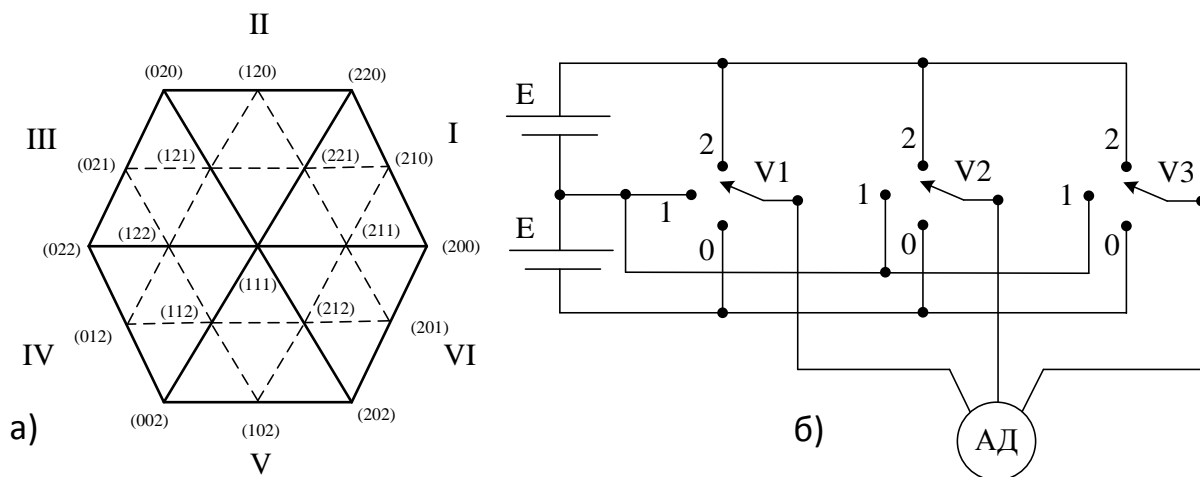 II
(020) (120) (220)
III
I
(021) (121) (221) (210)
(022) (122) (211) (200)
(111)
(012) (112) (212) (201)
IV
VI
(002) (102) (202)
V
а)
E
E
2
V1
1
0
2
V2
1
0
2
V3
1
0
АД
б)